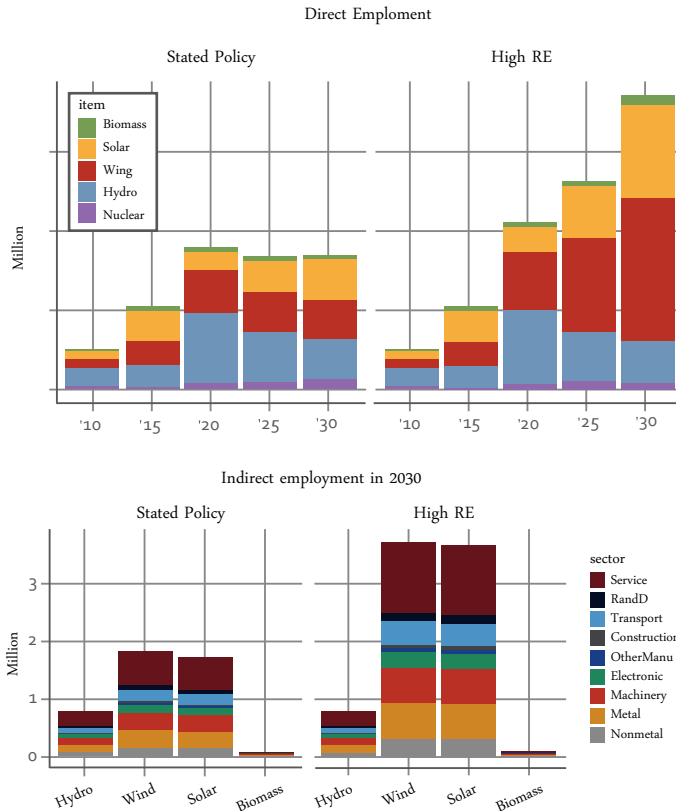 Direct Emploment
Stated Policy
High RE
item
Biomass
Solar
Wing
Hydro
Nuclear
Million
'10 '15 '20 '25 '30
'10 '15 '20 '25 '30
Indirect employment in 2030
Stated Policy
High RE
Million
3
2
1
0
Hydro Wind Solar Biomass
Hydro Wind Solar Biomass
sector
Service
RandD
Transport
Construction
OtherManu
Electronic
Machinery
Metal
Nonmetal